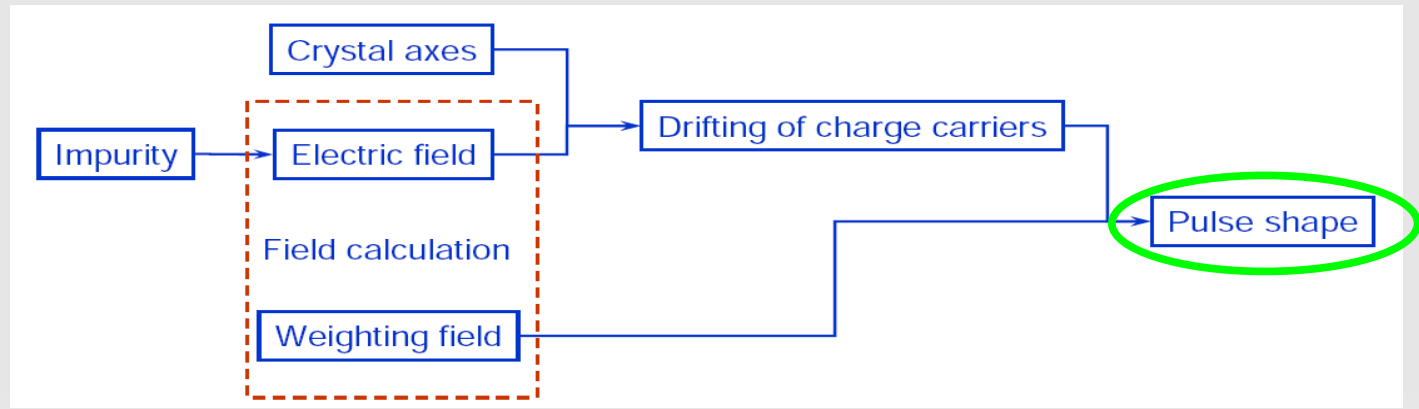 Crystal axes
Impurity
Electric field
Drifting of charge carriers
Pulse shape
Field calculation
Weighting field